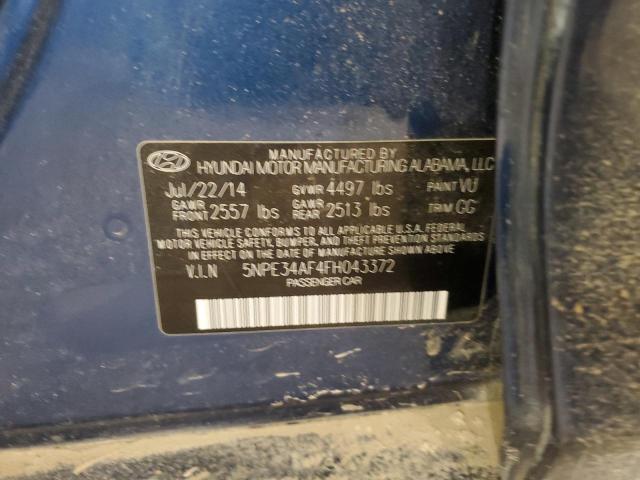 MANUFACTURED BY
HYUNDAI MOTOR MANUFACTURING ALABAMA, LLC
Jul/22/14 GVWR 4497 lbs PAINT VU
GAWR FRONT 2557 lbs GAWR REAR 2513 lbs TRIM GG
THIS VEHICLE CONFORMS TO ALL APPLICABLE U.S.A. FEDERAL
MOTOR VEHICLE SAFETY, BUMPER, AND THEFT PREVENTION STANDARDS
IN EFFECT ON THE DATE OF MANUFACTURE SHOWN ABOVE.
V.I.N 5NPE34AF4FH043372
PASSENGER CAR